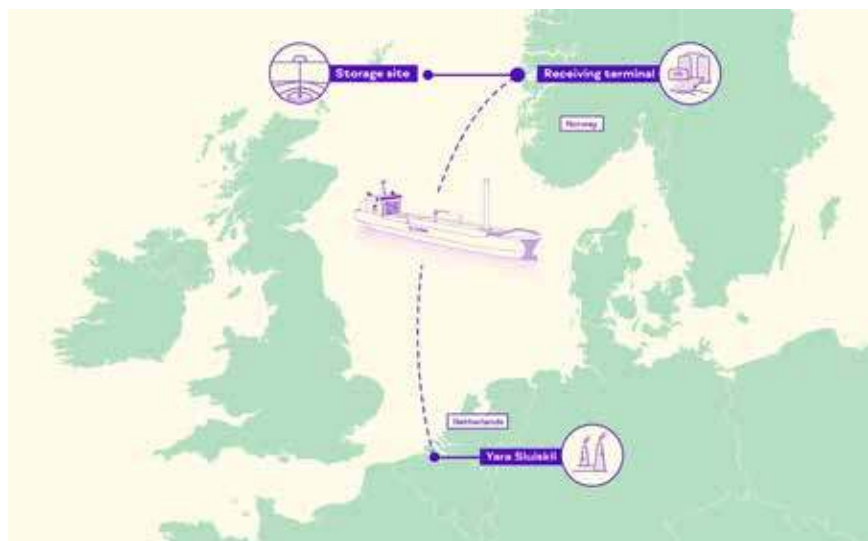 Storage site
Receiving terminal
Norway
Netherlands
Yara Sluiskil